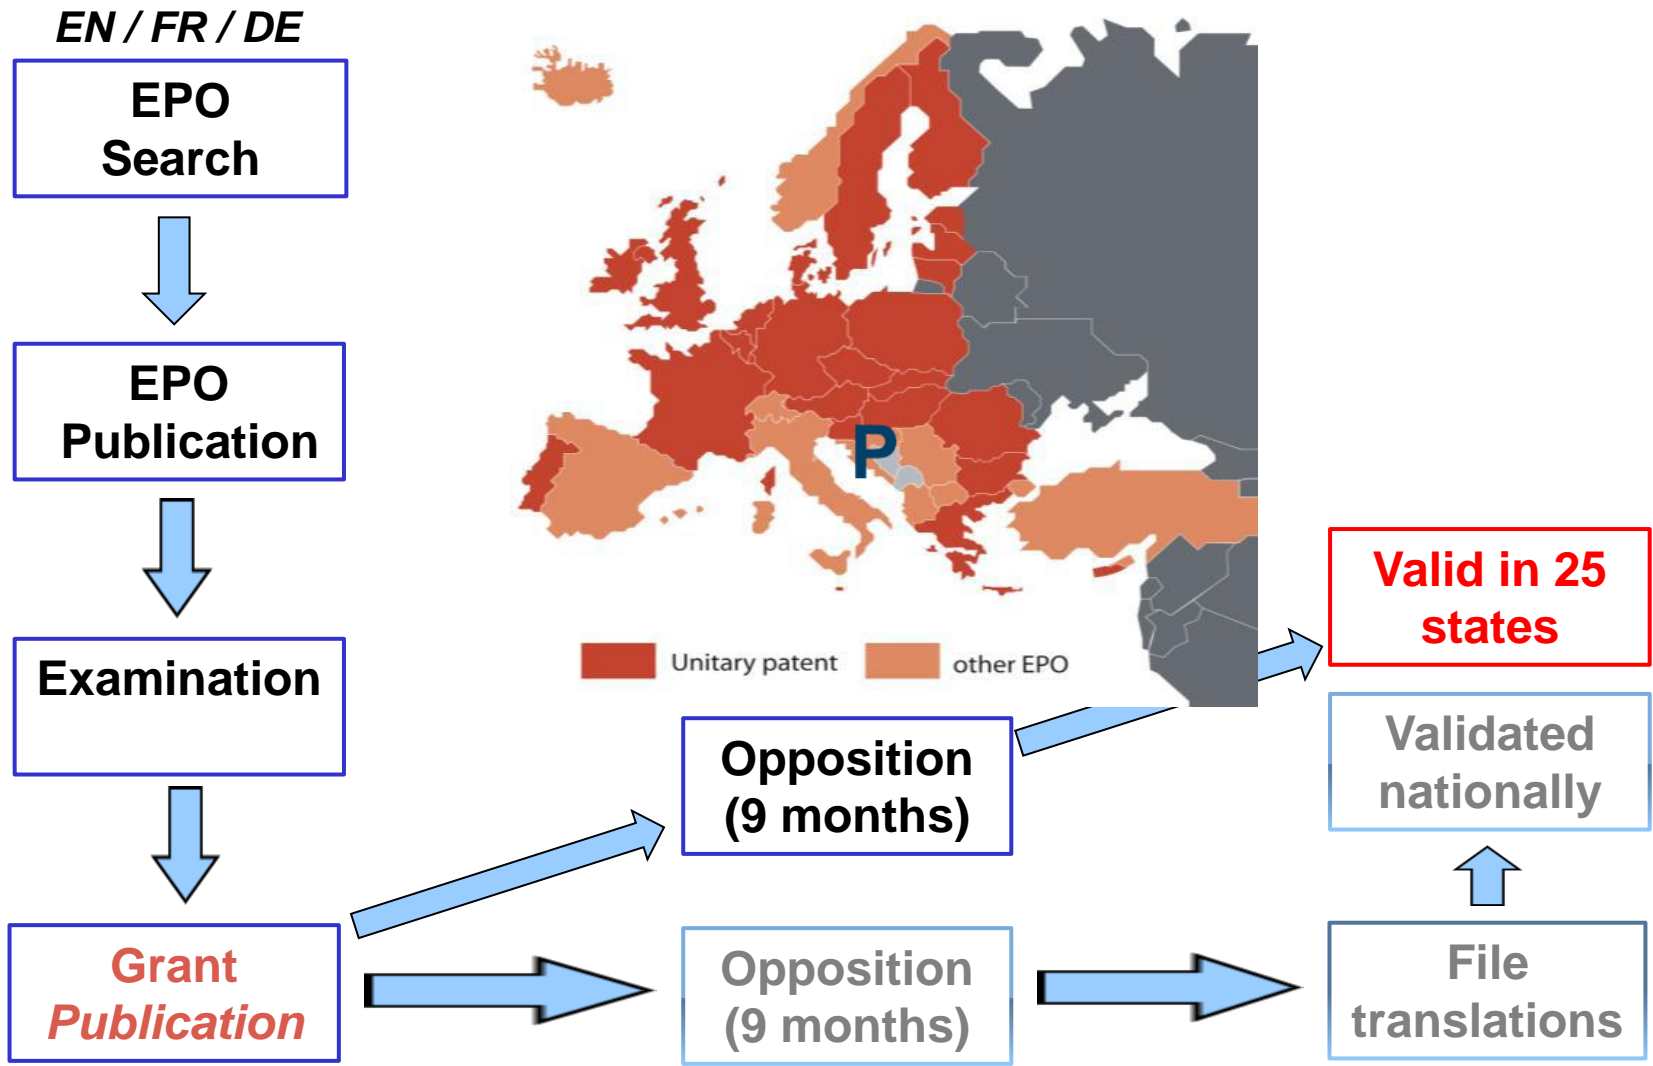 EN / FR / DE
EPO
Search
EPO
Publication
Examination
Grant
Publication
P
Unitary patent
other EPO
Opposition
(9 months)
Valid in 25
states
Opposition
(9 months)
File
translations
Validated
nationally